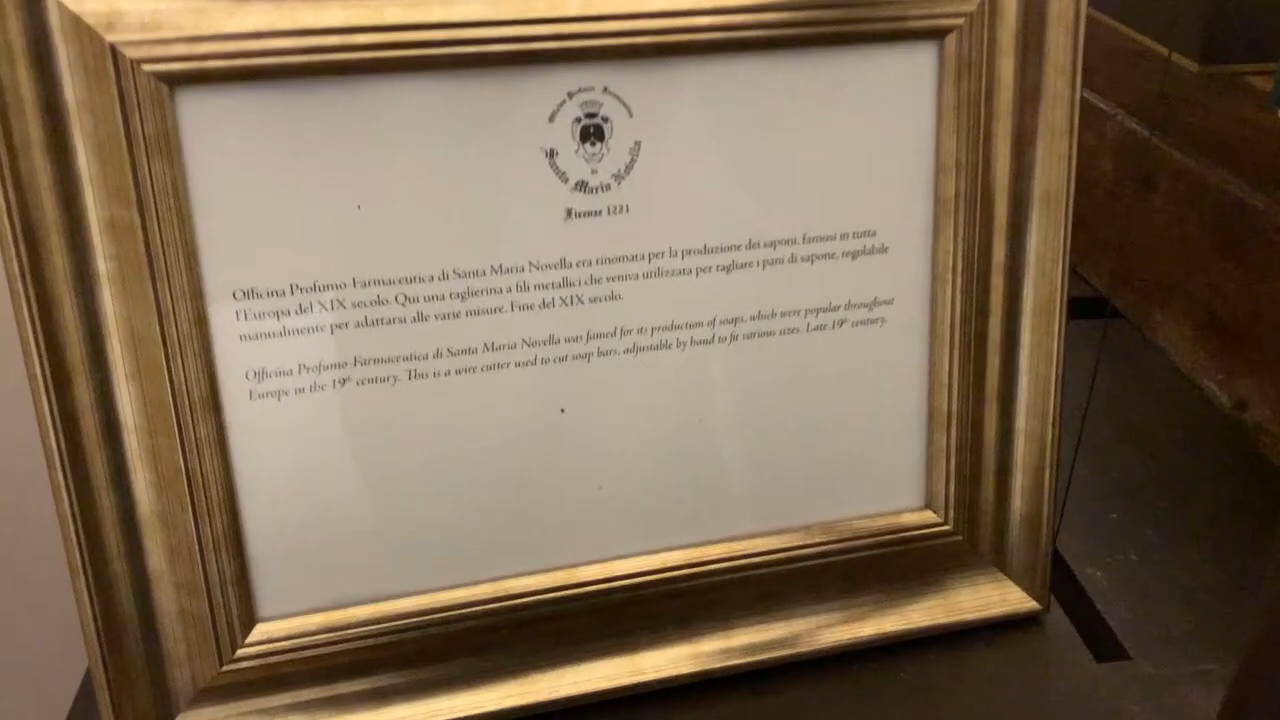 Officina Profumo Farmaceutica
di
Santa Maria Novella
Firenze 1221
Officina Profumo-Farmaceutica di Santa Maria Novella era rinomata per la produzione dei saponi, famosi in tutta
l'Europa del XIX secolo. Qui una taglierina a fili metallici che veniva utilizzata per tagliare i pani di sapone, regolabile
manualmente per adattarsi alle varie misure. Fine del XIX secolo.
Officina Profumo-Farmaceutica di Santa Maria Novella was famed for its production of soaps, which were popular throughout
Europe in the 19th century. This is a wire cutter used to cut soap bars, adjustable by hand to fit various sizes. Late 19th century.